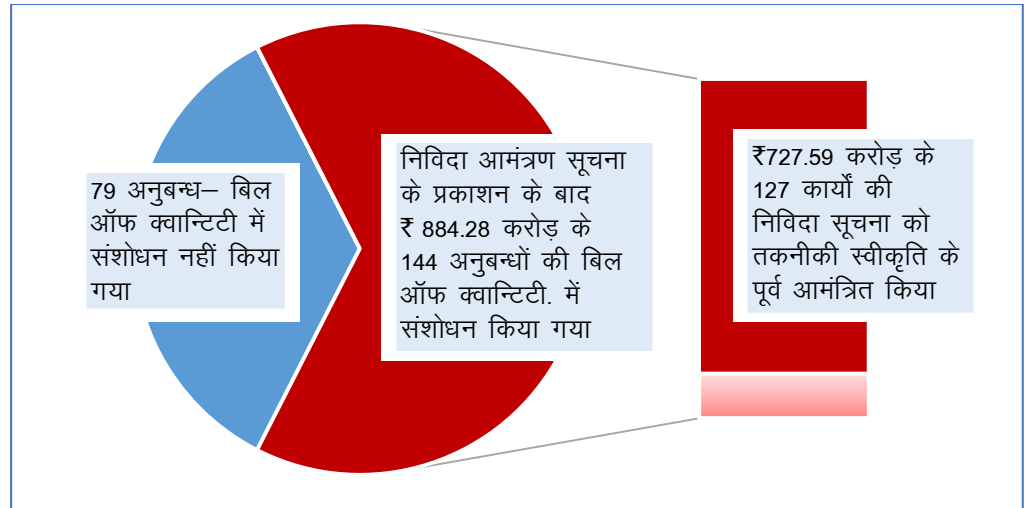 79 अनुबन्ध– बिल
ऑफ क्वान्टिटी में
संशोधन नहीं किया
गया
निविदा आमंत्रण सूचना
के प्रकाशन के बाद
₹ 884.28 करोड़ के
144 अनुबन्धों की बिल
ऑफ क्वान्टिटी. में
संशोधन किया गया
₹727.59 करोड़ के
127 कार्यों की
निविदा सूचना को
तकनीकी स्वीकृति के
पूर्व आमंत्रित किया